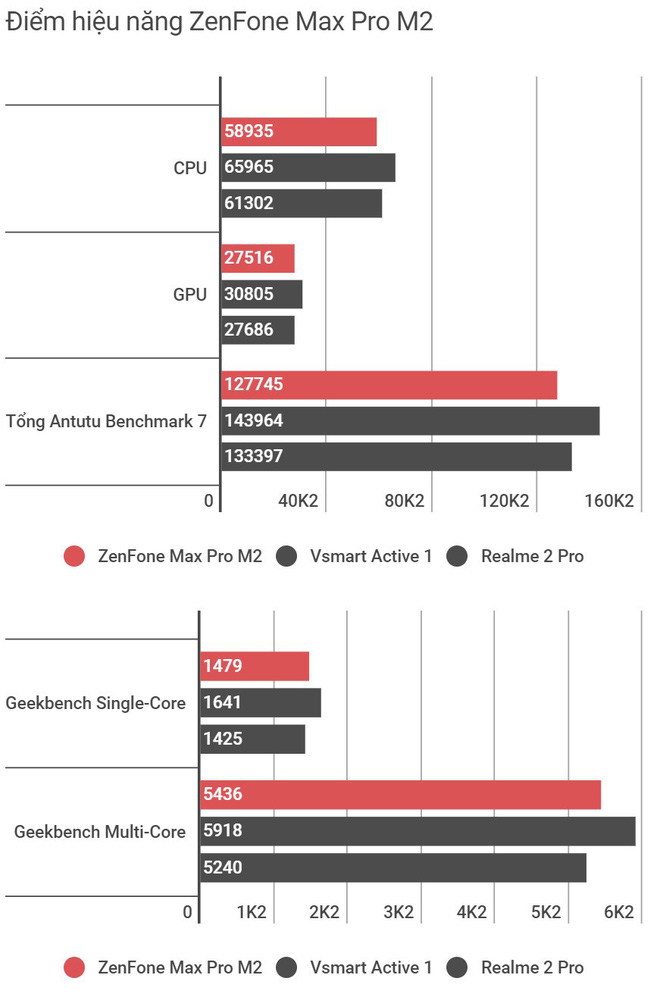 Điểm hiệu năng ZenFone Max Pro M2
58935
CPU
65965
61302
27516
GPU
30805
27686
127745
Tổng Antutu Benchmark 7
143964
133397
0 40K2 80K2 120K2 160K2
ZenFone Max Pro M2 Vsmart Active 1 Realme 2 Pro
1479
Geekbench Single-Core
1641
1425
5436
Geekbench Multi-Core
5918
5240
0 1K2 2K2 3K2 4K2 5K2 6K2
ZenFone Max Pro M2 Vsmart Active 1 Realme 2 Pro